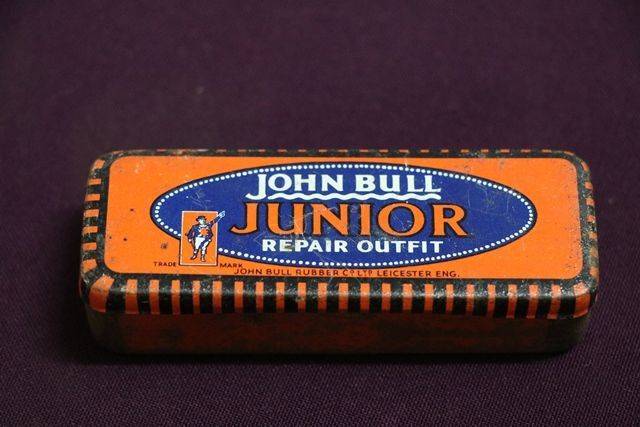 JOHN BULL
JUNIOR
REPAIR OUTFIT
TRADE MARK
JOHN BULL RUBBER CO LTD LEICESTER ENG.